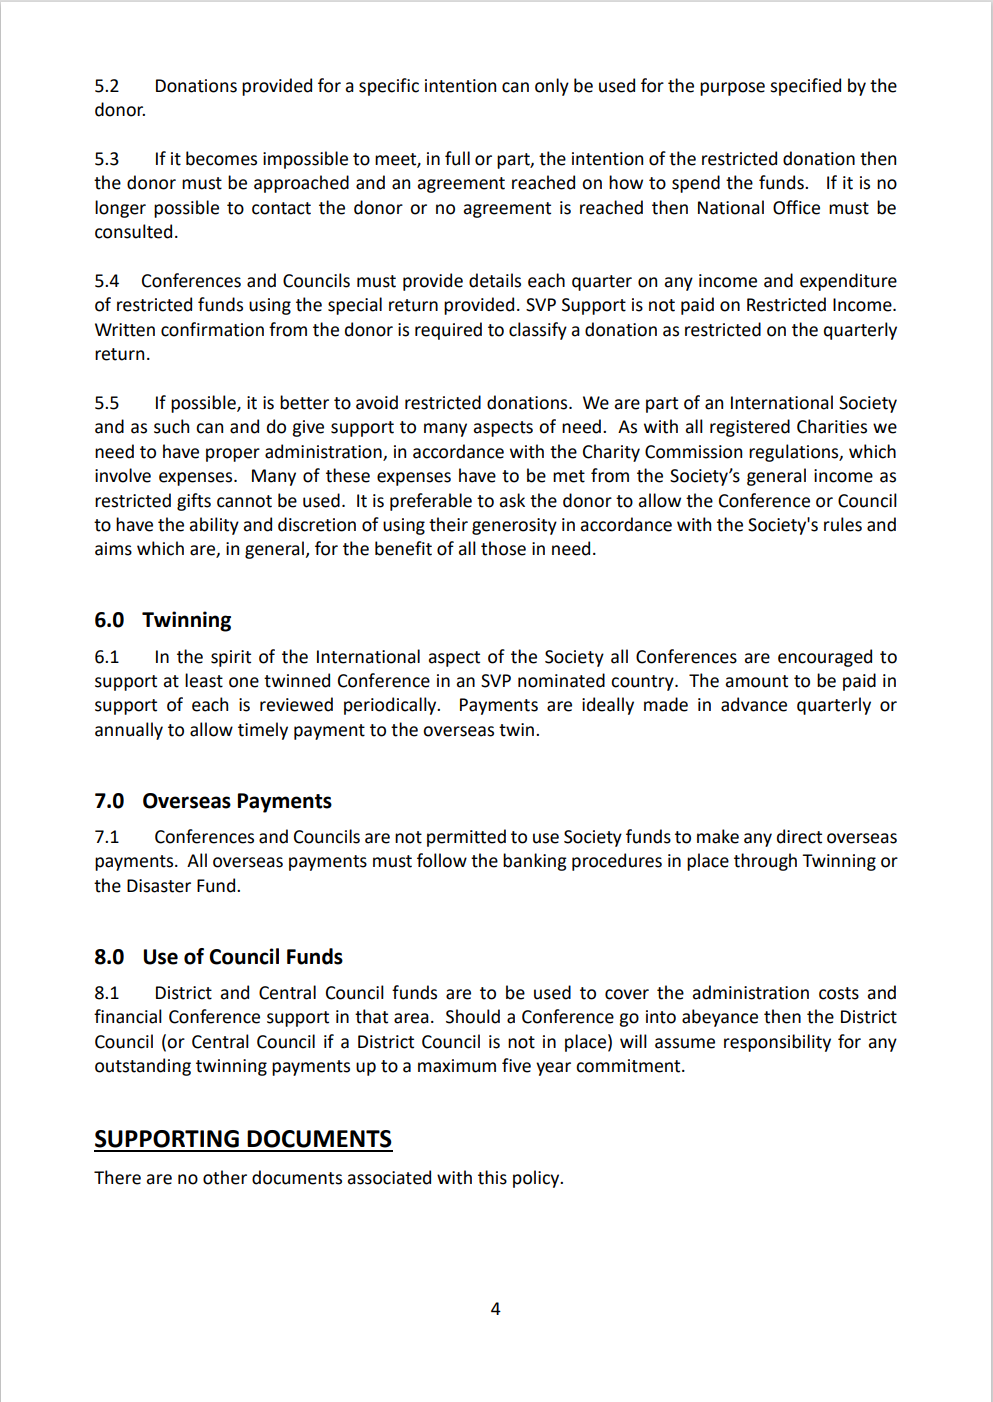 5.2 Donations provided for a specific intention can only be used for the purpose specified by the
donor.
5.3 If it becomes impossible to meet, in full or part, the intention of the restricted donation then
the donor must be approached and an agreement reached on how to spend the funds. If it is no
longer possible to contact the donor or no agreement is reached then National Office must be
consulted.
5.4 Conferences and Councils must provide details each quarter on any income and expenditure
of restricted funds using the special return provided. SVP Support is not paid on Restricted Income.
Written confirmation from the donor is required to classify a donation as restricted on the quarterly
return.
5.5 If possible, it is better to avoid restricted donations. We are part of an International Society
and as such can and do give support to many aspects of need. As with all registered Charities we
need to have proper administration, in accordance with the Charity Commission regulations, which
involve expenses. Many of these expenses have to be met from the Society’s general income as
restricted gifts cannot be used. It is preferable to ask the donor to allow the Conference or Council
to have the ability and discretion of using their generosity in accordance with the Society's rules and
aims which are, in general, for the benefit of all those in need.
6.0 Twinning
6.1 In the spirit of the International aspect of the Society all Conferences are encouraged to
support at least one twinned Conference in an SVP nominated country. The amount to be paid in
support of each is reviewed periodically. Payments are ideally made in advance quarterly or
annually to allow timely payment to the overseas twin.
7.0 Overseas Payments
7.1 Conferences and Councils are not permitted to use Society funds to make any direct overseas
payments. All overseas payments must follow the banking procedures in place through Twinning or
the Disaster Fund.
8.0 Use of Council Funds
8.1 District and Central Council funds are to be used to cover the administration costs and
financial Conference support in that area. Should a Conference go into abeyance then the District
Council (or Central Council if a District Council is not in place) will assume responsibility for any
outstanding twinning payments up to a maximum five year commitment.
SUPPORTING DOCUMENTS
There are no other documents associated with this policy.
4